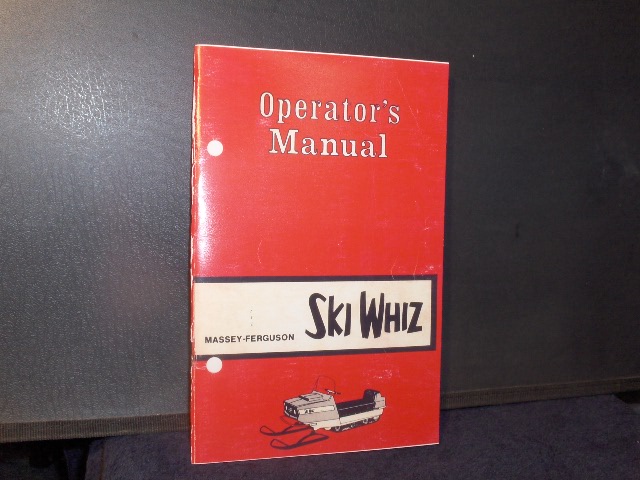 Operator's
Manual
MASSEY-FERGUSON SKI WHIZ